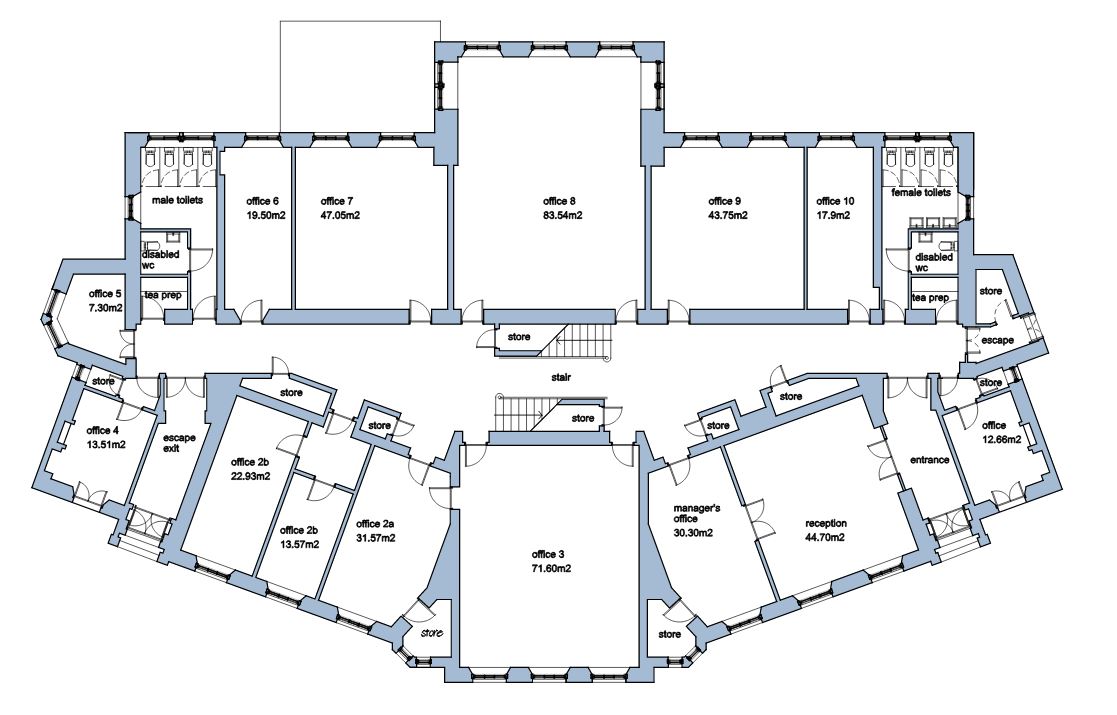 male toilets
office 6
19.50m2
office 7
47.05m2
office 8
83.54m2
office 9
43.75m2
office 10
17.9m2
female toilets
disabled
wc
tea prep
disabled
wc
tea prep
office 5
7.30m2
store
escape
store
stair
store
store
store
store
store
store
store
office 4
13.51m2
escape
exit
office 2b
22.93m2
office 2b
13.57m2
office 2a
31.57m2
office 3
71.60m2
manager's
office
30.30m2
reception
44.70m2
entrance
office
12.66m2
store
store